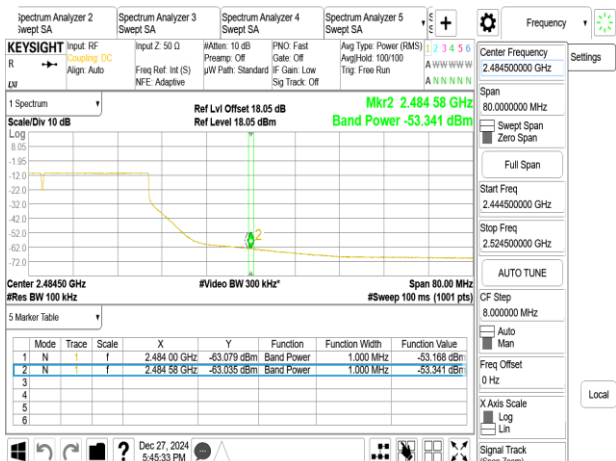 Spectrum Analyzer 2
Swept SA
Spectrum Analyzer 3
Swept SA
Spectrum Analyzer 4
Swept SA
Spectrum Analyzer 5
Swept SA
Frequency
KEYSIGHT
R
LXI
Input: RF
Coupling: DC
Align: Auto
Input Z: 50 Ω
Freq Ref: Int (S)
NFE: Adaptive
#Atten: 10 dB
Preamp: Off
µW Path: Standard
PNO: Fast
Gate: Off
IF Gain: Low
Sig Track: Off
Avg Type: Power (RMS)
Avg|Hold: 100/100
Trig: Free Run
1 2 3 4 5 6
A W W W W W
A N N N N N
1 Spectrum
Scale/Div 10 dB
Ref Lvl Offset 18.05 dB
Ref Level 18.05 dBm
Mkr2 2.484 58 GHz
Band Power -53.341 dBm
Log
8.05
-1.95
-12.0
-22.0
-32.0
-42.0
-52.0
-62.0
-72.0
2
Center 2.48450 GHz
#Res BW 100 kHz
#Video BW 300 kHz*
Span 80.00 MHz
#Sweep 100 ms (1001 pts)
5 Marker Table
Mode Trace Scale X Y Function Function Width Function Value
1 N 1 f 2.484 00 GHz -63.079 dBm Band Power 1.000 MHz -53.168 dBm
2 N 1 f 2.484 58 GHz -63.035 dBm Band Power 1.000 MHz -53.341 dBm
3
4
5
6
?
Dec 27, 2024
5:45:33 PM
Center Frequency
2.484500000 GHz
Span
80.0000000 MHz
Swept Span
Zero Span
Full Span
Start Freq
2.444500000 GHz
Stop Freq
2.524500000 GHz
AUTO TUNE
CF Step
8.000000 MHz
Auto
Man
Freq Offset
0 Hz
X Axis Scale
Log
Lin
Signal Track
(Span Zoom)
Settings
Local